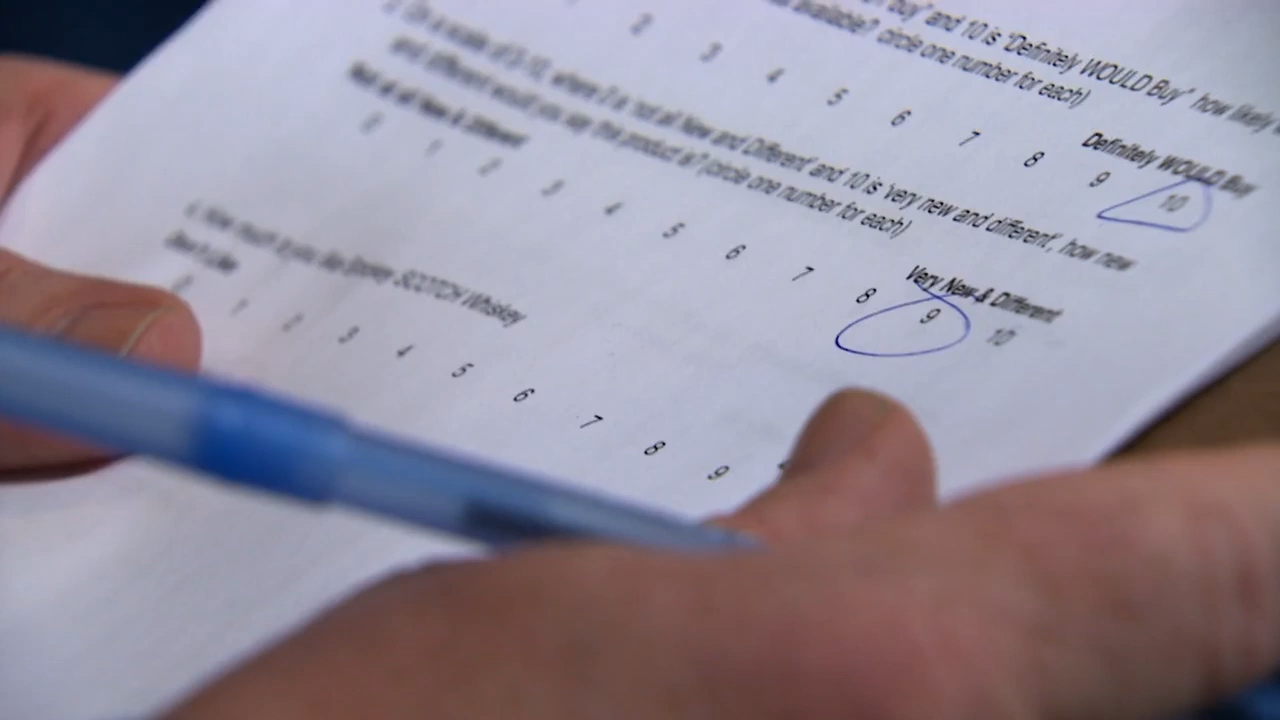 buy' and 10 is 'Definitely WOULD Buy" how likely
available? circle one number for each)
Definitely WOULD Buy
2 3 4 5 6 7 8 9 10
On a scale of 0-10, where 0 is 'not at all New and Different' and 10 is 'very new and different', how new
and different would you say this product is? (circle one number for each)
Not at all New & Different Very New & Different
0 1 2 3 4 5 6 7 8 9 10
How much do you like SCOTCH Whiskey
Don't Like
0 1 2 3 4 5 6 7 8 9